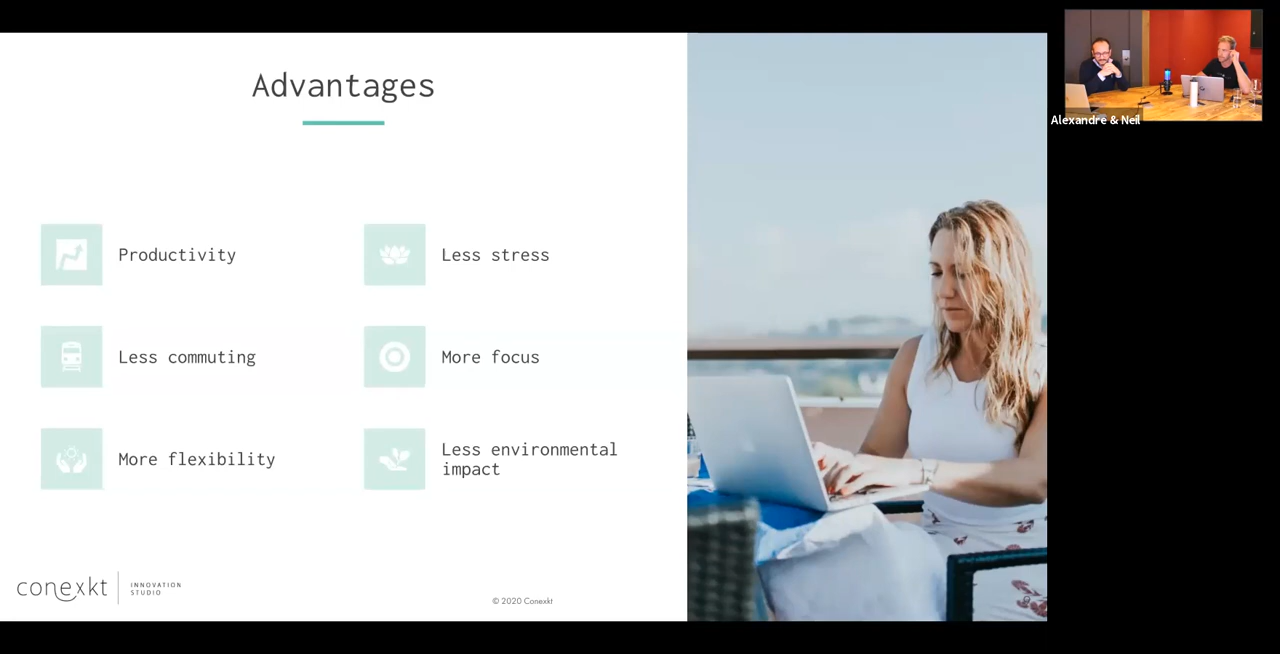 Advantages
Productivity
Less stress
Less commuting
More focus
More flexibility
Less environmental
impact
conexkt
INNOVATION
STUDIO
© 2020 Conexkt
Alexandre & Neil